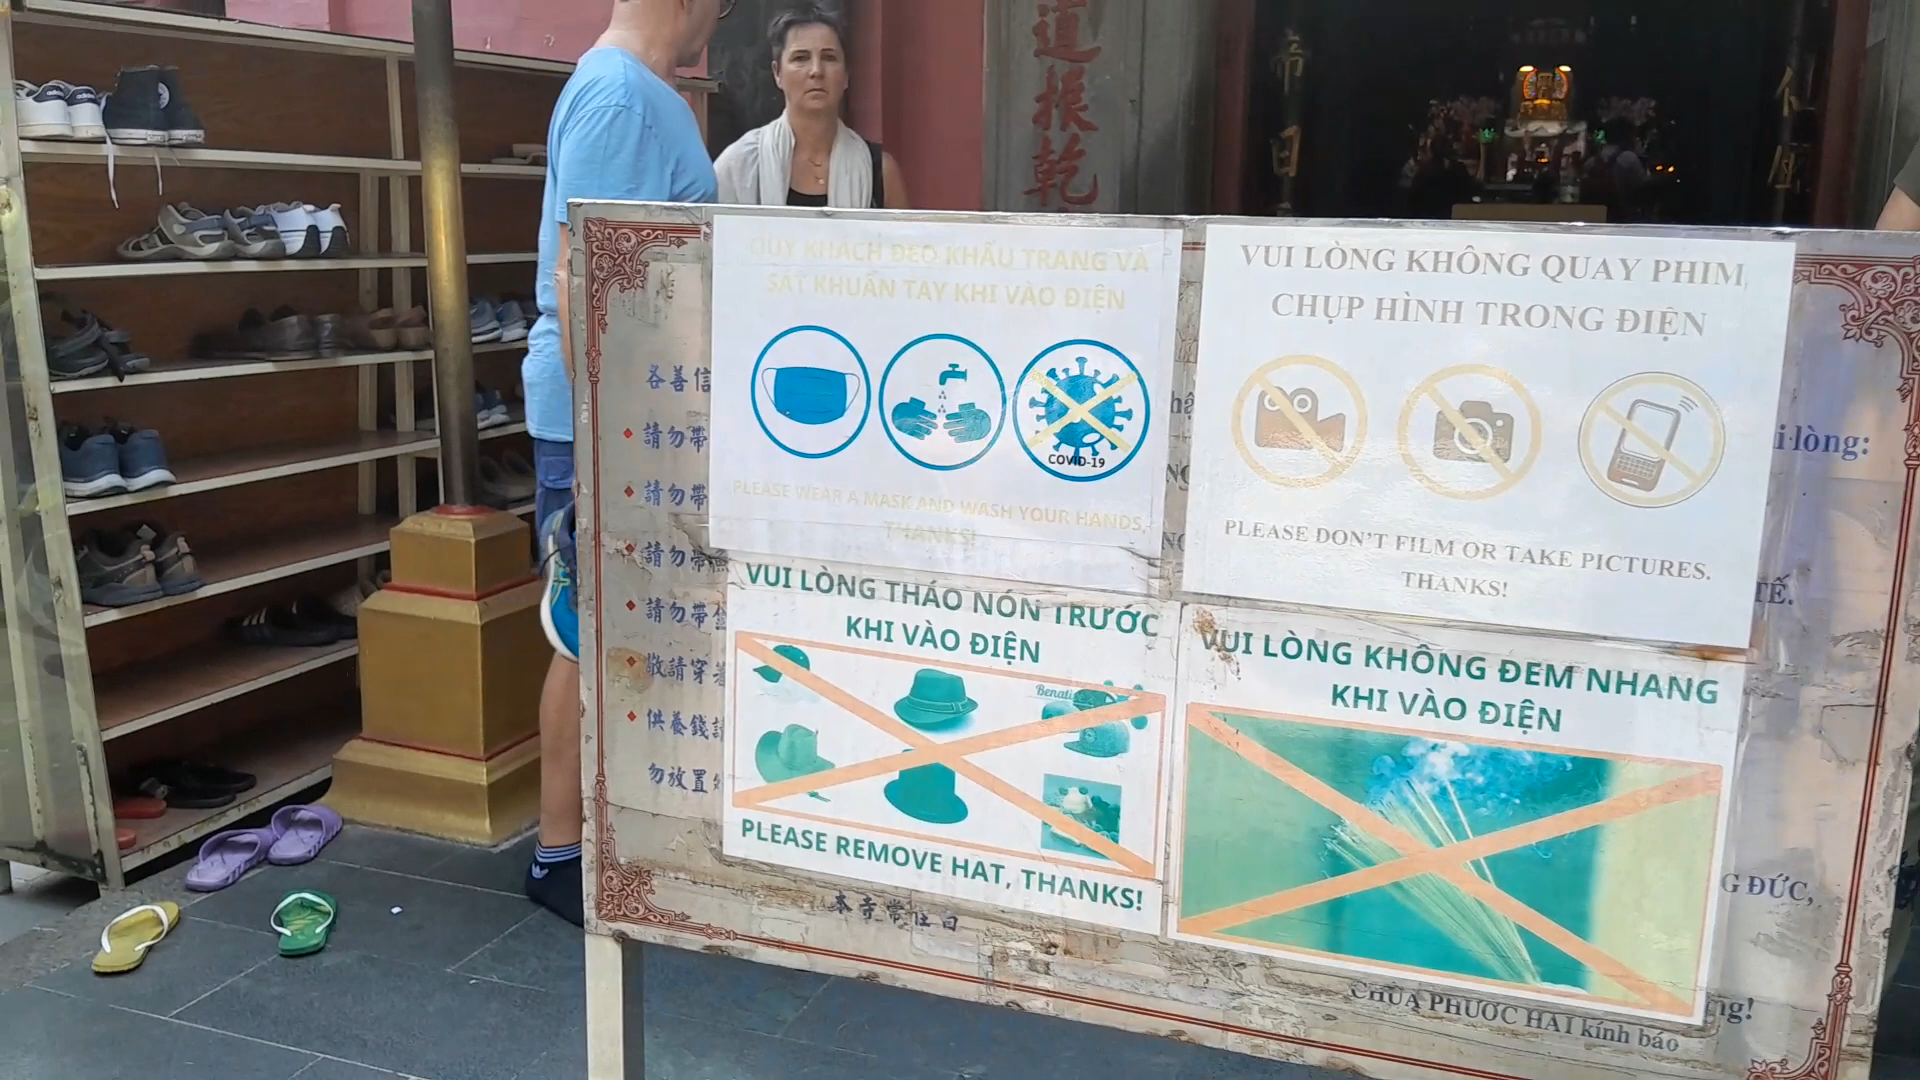 道振乾
帝
日
QUÝ KHÁCH ĐEO KHẨU TRANG VÀ
SÁT KHUẨN TAY KHI VÀO ĐIỆN
COVID-19
PLEASE WEAR A MASK AND WASH YOUR HANDS,
THANKS!
VUI LÒNG KHÔNG QUAY PHIM,
CHỤP HÌNH TRONG ĐIỆN
PLEASE DON'T FILM OR TAKE PICTURES.
THANKS!
VUI LÒNG THÁO NÓN TRƯỚC
KHI VÀO ĐIỆN
PLEASE REMOVE HAT, THANKS!
VUI LÒNG KHÔNG ĐEM NHANG
KHI VÀO ĐIỆN
各善信
請勿帶
請勿帶
請勿帶
請勿帶
敬請穿著
供養錢
勿放置
本寺常住白
lòng:
TẾ.
ĐỨC,
CHÙA PHƯỚC HẢI kính báo
adidas